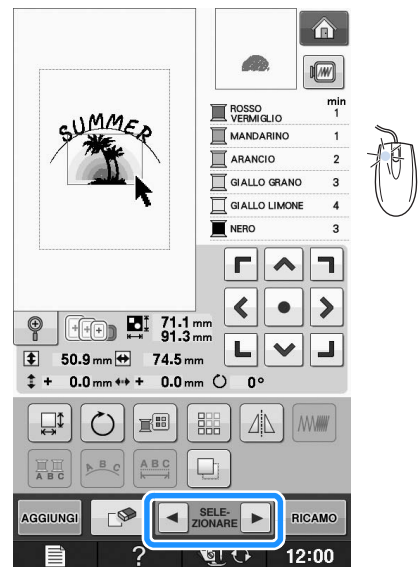 SUMMER
min
ROSSO VERMIGLIO 1
MANDARINO 1
ARANCIO 2
GIALLO GRANO 3
GIALLO LIMONE 4
NERO 3
71.1 mm
91.3 mm
50.9 mm 74.5 mm
+ 0.0 mm + 0.0 mm 0°
A B C
A B C
A B C
AGGIUNGI
SELE-
ZIONARE
RICAMO
? 12:00